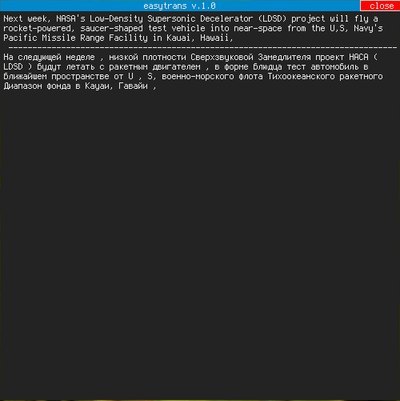 easytrans v.1.0
close
Next week, NASA's Low-Density Supersonic Decelerator (LDSD) project will fly a
rocket-powered, saucer-shaped test vehicle into near-space from the U,S, Navy's
Pacific Missile Range Facility in Kauai, Hawaii,
--------------------------------------------------------------------------------
На следующей неделе , низкой плотности Сверхзвуковой Замедлителя проект НАСА (
LDSD ) будут летать с ракетным двигателем , в форме блюдца тест автомобиль в
ближайшем пространстве от U , S, военно-морского флота Тихоокеанского ракетного
Диапазон фонда в Кауаи, Гавайи ,